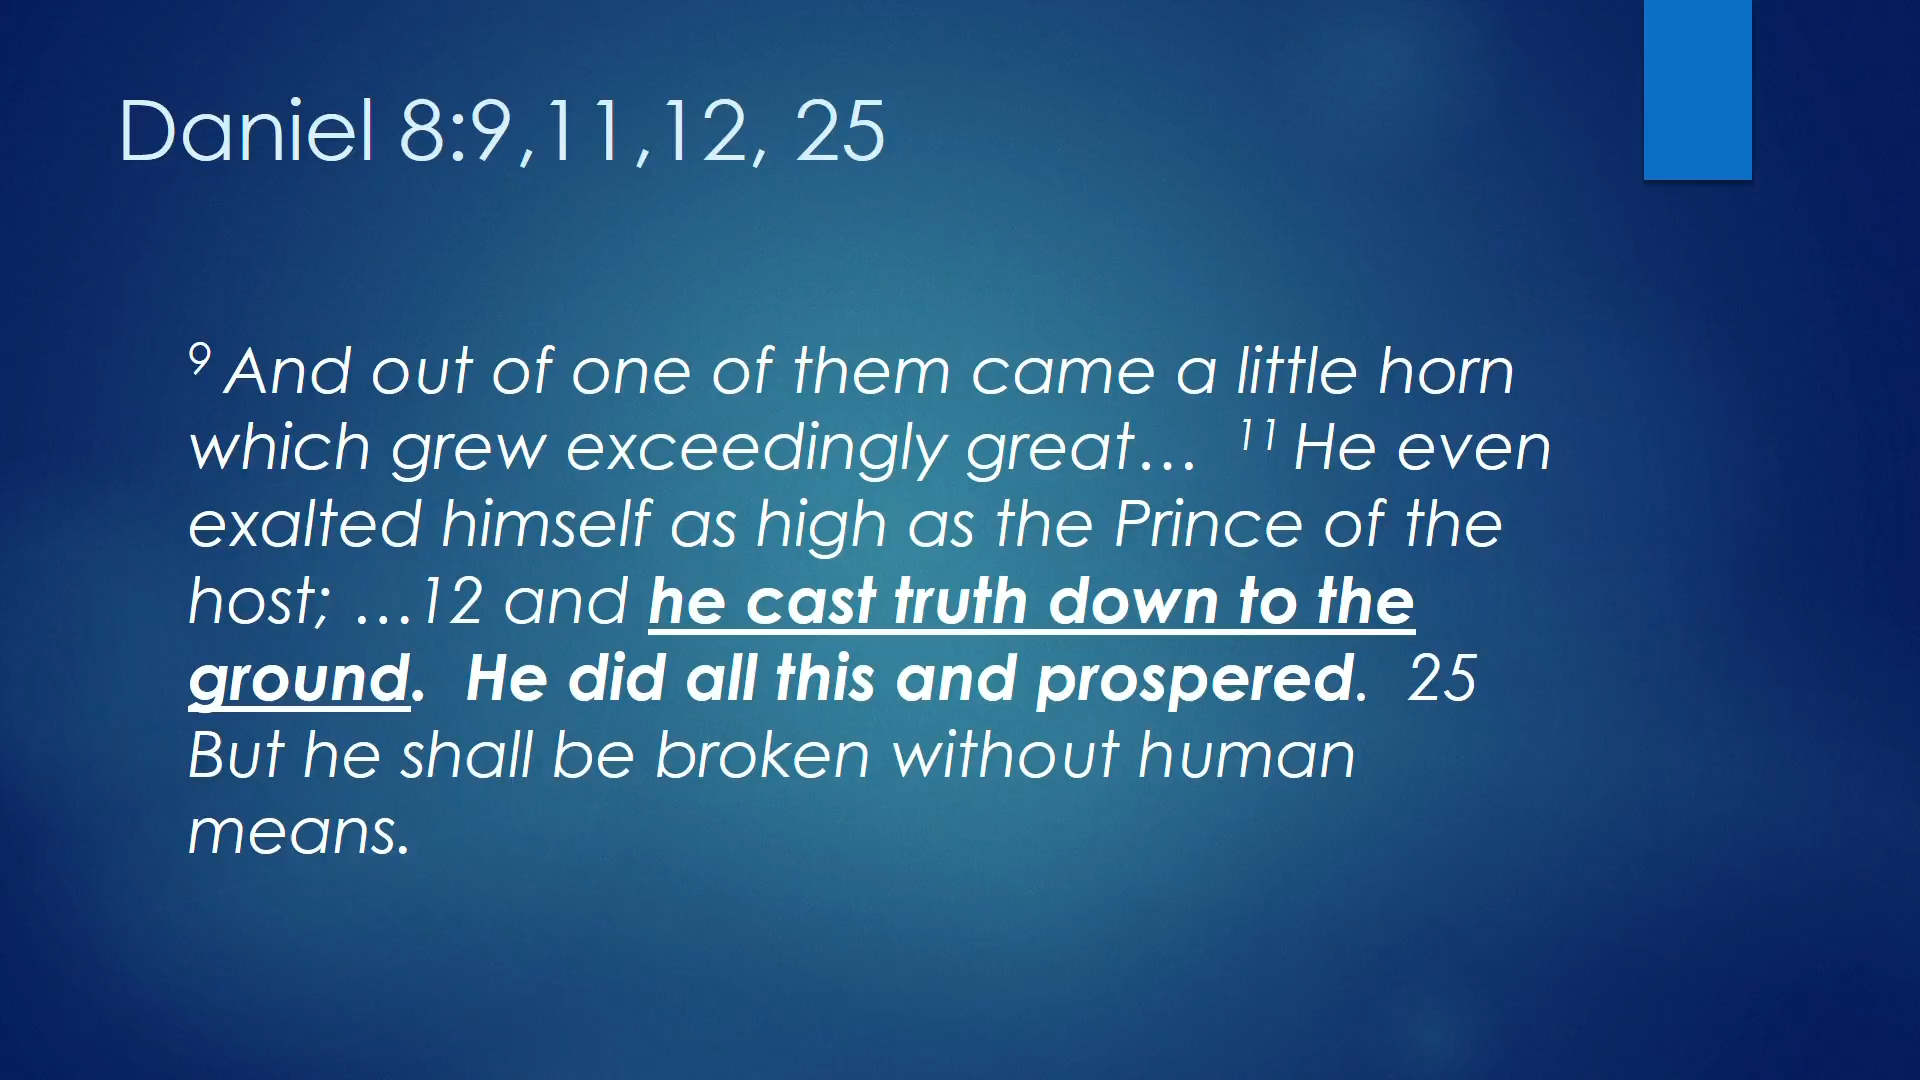 Daniel 8:9,11,12, 25
9 And out of one of them came a little horn
which grew exceedingly great… 11 He even
exalted himself as high as the Prince of the
host; …12 and he cast truth down to the
ground. He did all this and prospered. 25
But he shall be broken without human
means.